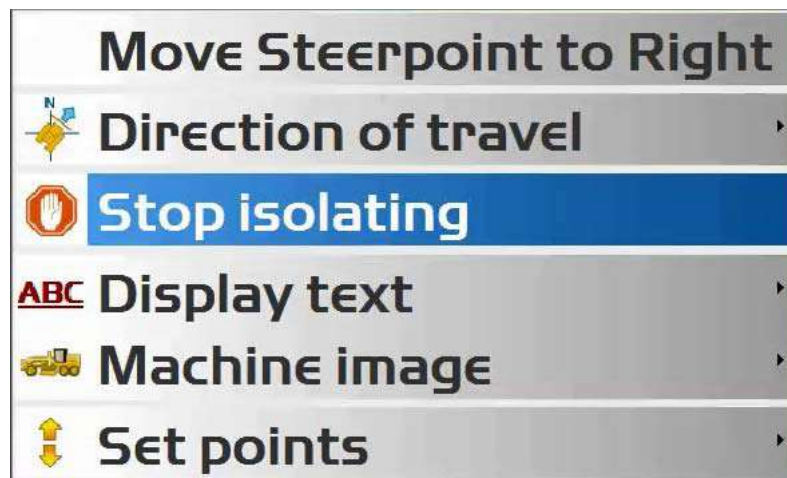 Move Steerpoint to Right
N
Direction of travel
Stop isolating
ABC Display text
Machine image
Set points